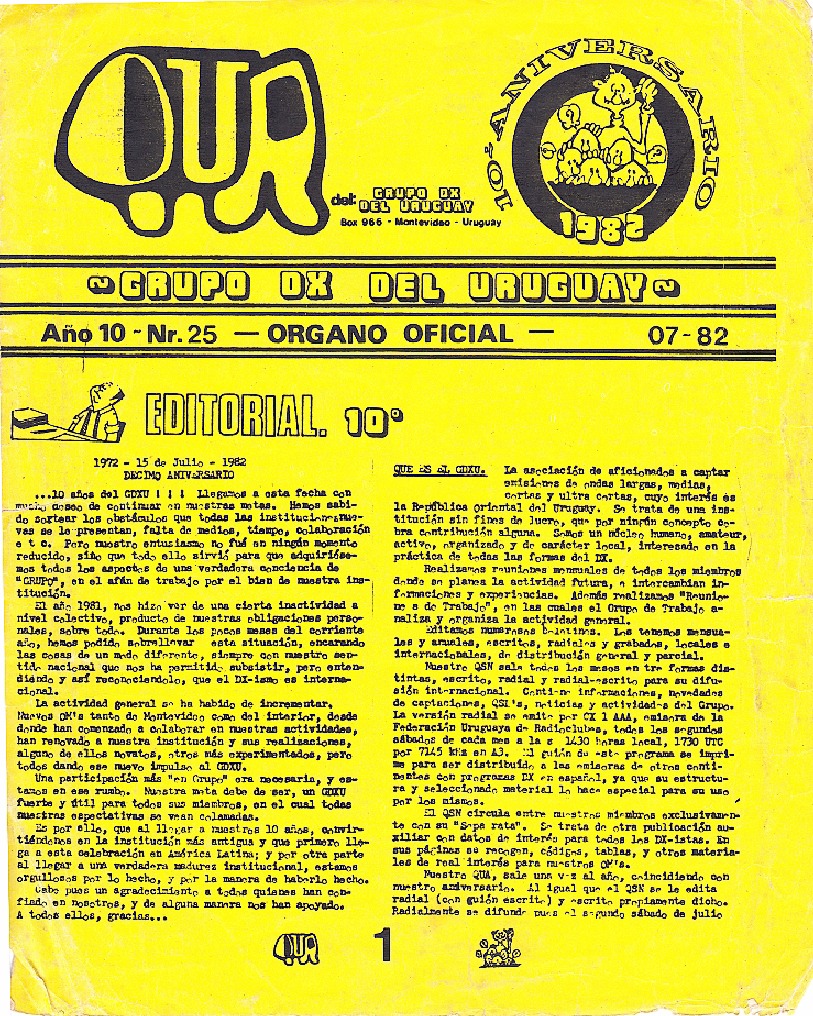 QUA
del: GRUPO DX
DEL URUGUAY
Box 966 - Montevideo - Uruguay
10º ANIVERSARIO
1982
~GRUPO DX DEL URUGUAY~
Año 10 - Nr. 25 — ORGANO OFICIAL — 07-82
EDITORIAL. 10º
1972 - 15 de Julio - 1982
DECIMO ANIVERSARIO
...10 años del GDXU ! ! ! Llegamos a esta fecha con
mucho deseo de continuar en nuestras metas. Hemos sabi-
do sortear los obstáculos que todas las instituciones nue-
vas se le presentan, falta de medios, tiempo, colaboración
e t c. Pero nuestro entusiasmo no fué en ningún momento
reducido, sino que todo ello sirvió para que adquiriése-
mos todos los aspectos de una verdadera conciencia de
"GRUPO", en el afán de trabajo por el bien de nuestra ins-
titución.
El año 1981, nos hizo ver de una cierta inactividad a
nivel colectivo, producto de nuestras obligaciones perso-
nales, sobre todo. Durante los pocos meses del corriente
año, hemos podido sobrellevar esta situación, encarando
las cosas de un modo diferente, siempre con nuestro sen-
tido nacional que nos ha permitido subsistir, pero enten-
diendo y así reconociéndolo, que el DX-ismo es interna-
cional.
La actividad general se ha habido de incrementar.
Nuevos QM's tanto de Montevideo como del interior, desde
donde han comenzado a colaborar en nuestras actividades,
han renovado a nuestra institución y sus realizaciones,
alguno de ellos novatos, otros más experimentados, pero
todos dando ese nuevo impulso al GDXU.
Una participación más "en Grupo" era necesaria, y es-
tamos en ese rumbo. Nuestra meta debe de ser, un GDXU
fuerte y útil para todos sus miembros, en el cual todas
nuestras espectativas se vean colamadas.
Es por ello, que al llegar a nuestros 10 años, convir-
tiéndonos en la institución más antigua y que primero lle-
ga a esta celebración en América Latina; y por otra parte
al llegar a una verdadera madurez institucional, estamos
orgullosos por lo hecho, y por la manera de haberlo hecho.
Cabe pues un agradecimiento a todos quienes han con-
fiado en nosotros, y de alguna manera nos han apoyado.
A todos ellos, gracias...
QUE ES EL GDXU. La asociación de aficionados a captar
emisiones de ondas largas, medias,
cortas y ultra cortas, cuyo interés es
la República oriental del Uruguay. Se trata de una ins-
titución sin fines de lucro, que por ningún concepto co-
bra contribución alguna. Somos un núcleo humano, amateur,
activo, organizado y de carácter local, interesado en la
práctica de todas las formas del DX.
Realizamos reuniones mensuales de todos los miembros
donde se planea la actividad futura, e intercambian in-
formaciones y experiencias. Además realizamos "Reunio-
nes de Trabajo", en las cuales el Grupo de Trabajo a-
naliza y organiza la actividad general.
Editamos numerosos boletines. Los tenemos mensua-
les y anuales, escritos, radiales y grabados, locales e
internacionales, de distribución general y parcial.
Nuestro QSN sale todos los meses en tre formas dis-
tintas, escrito, radial y radial-escrito para su difu-
sión internacional. Contiene informaciones, novedades
de captaciones, QSL's, noticias y actividades del Grupo.
La versión radial se emite por CX 1 AAA, emisora de la
Federación Uruguaya de Radioclubes, todos los segundos
sábados de cada mes a la s 1430 horas local, 1730 UTC
por 7145 kHz en A3. El guión de este programa se impri-
me para ser distribuido a las emisoras de otros conti-
nentes con programas DX en español, ya que su estructu-
ra y seleccionado material lo hace especial para su uso
por los mismos.
El QSN circula entre nuestros miembros exclusivamen-
te con su "Separata". Se trata de otra publicación au-
xiliar con datos de interés para todos los DX-istas. En
sus páginas se recogen, códigos, tablas, y otros materia-
les de real interés para nuestros QM's.
Nuestro QUA, sale una vez al año, coincidiendo con
nuestro aniversario. Al igual que el QSN se le edita
radial (con guión escrito) y escrito propiamente dicho.
Radialmente se difunde pues el segundo sábado de julio
QUA
1